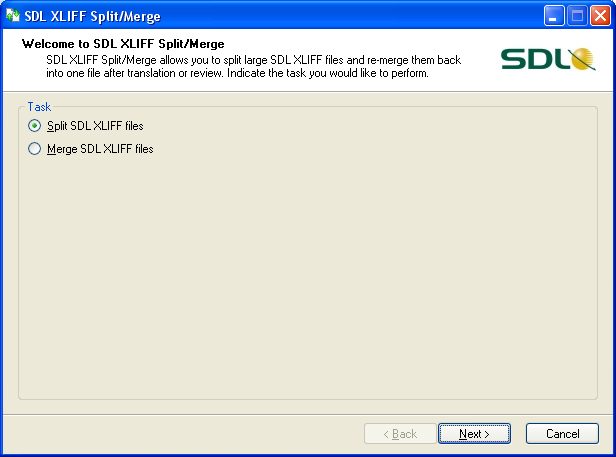 SDL XLIFF Split/Merge
Welcome to SDL XLIFF Split/Merge
SDL XLIFF Split/Merge allows you to split large SDL XLIFF files and re-merge them back
into one file after translation or review. Indicate the task you would like to perform.
SDL
Task
Split SDL XLIFF files
Merge SDL XLIFF files
< Back
Next >
Cancel